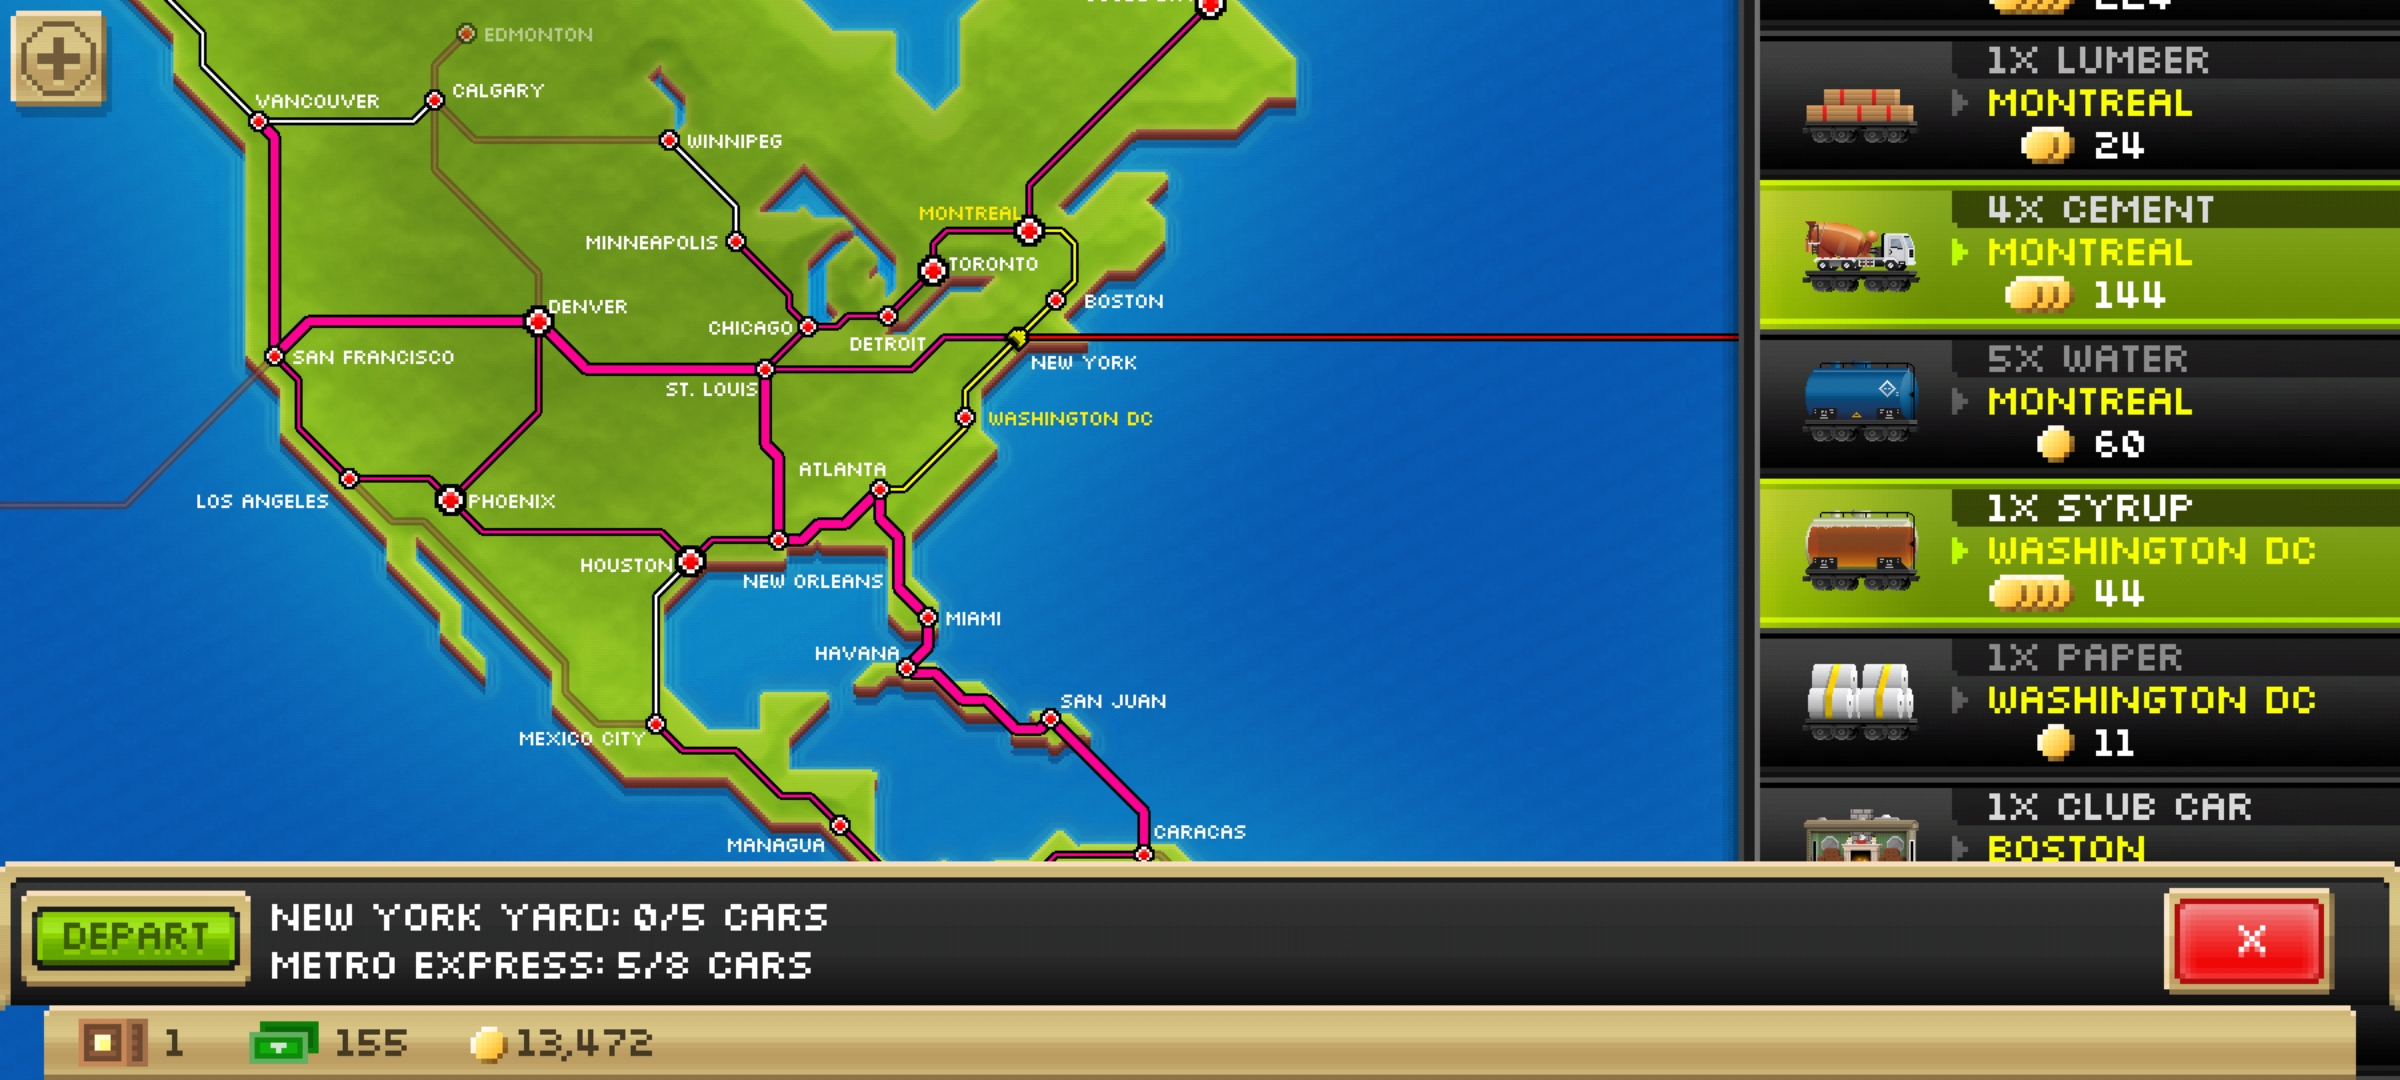 224
EDMONTON
CALGARY
VANCOUVER
WINNIPEG
MONTREAL
MINNEAPOLIS
TORONTO
DENVER
BOSTON
CHICAGO
DETROIT
SAN FRANCISCO
NEW YORK
ST. LOUIS
WASHINGTON DC
ATLANTA
LOS ANGELES
PHOENIX
HOUSTON
NEW ORLEANS
MIAMI
HAVANA
SAN JUAN
MEXICO CITY
CARACAS
MANAGUA
1X LUMBER
MONTREAL
24
4X CEMENT
MONTREAL
144
5X WATER
MONTREAL
60
1X SYRUP
WASHINGTON DC
44
1X PAPER
WASHINGTON DC
11
1X CLUB CAR
BOSTON
DEPART
NEW YORK YARD: 0/5 CARS
METRO EXPRESS: 5/8 CARS
X
1
155
13,472